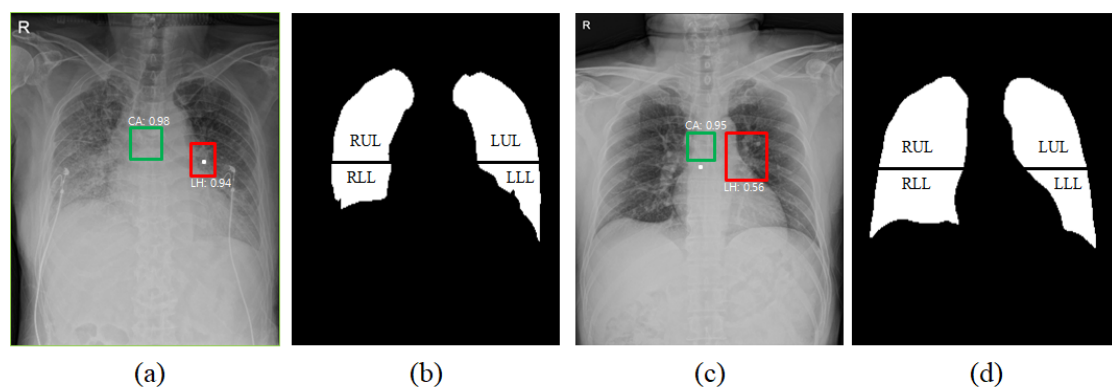 R
CA: 0.98
LH: 0.94
RUL
LUL
RLL
LLL
R
CA: 0.95
LH: 0.56
RUL
LUL
RLL
LLL
(a)
(b)
(c)
(d)